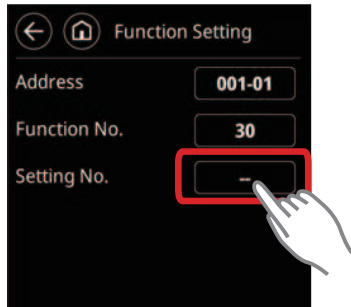 Function Setting
Address 001-01
Function No. 30
Setting No. --